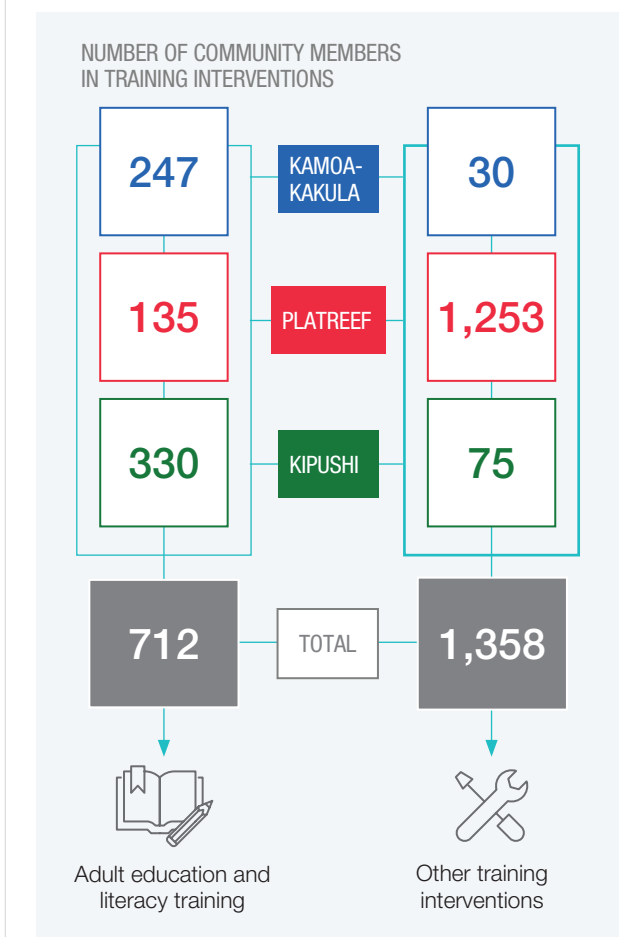 NUMBER OF COMMUNITY MEMBERS
IN TRAINING INTERVENTIONS
247
KAMOA-
KAKULA
30
135
PLATREEF
1,253
330
KIPUSHI
75
712
TOTAL
1,358
Adult education and
literacy training
Other training
interventions